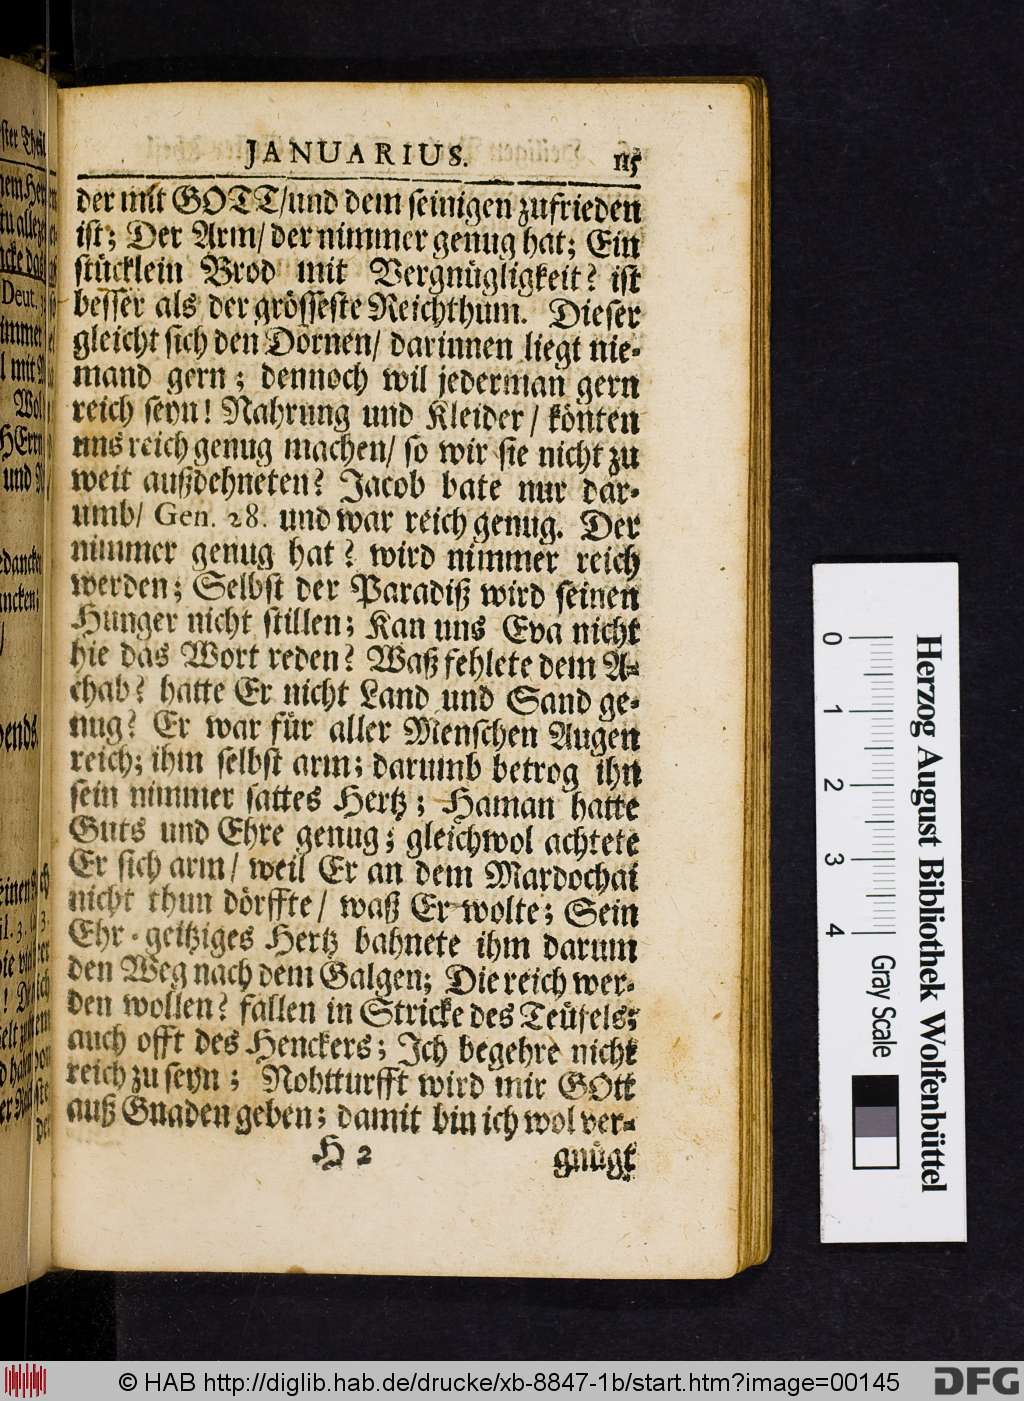 JANUARIUS. 115
der mit GOTT/und dem seinigen zufrieden
ist; Der Arm/ der nimmer genug hat; Ein
stücklein Brod mit Vergnügligkeit? ist
besser als der grösseste Reichthum. Dieser
gleicht sich den Dornen/ darinnen liegt nie-
mand gern; dennoch wil jederman gern
reich seyn! Nahrung und Kleider/ könten
uns reich genug machen/ so wir sie nicht zu
weit außdehneten? Jacob bate nur dar-
umb/ Gen. 28. und war reich genug. Der
nimmer genug hat? wird nimmer reich
werden; Selbst der Paradiß wird seinen
Hunger nicht stillen; Kan uns Eva nicht
hie das Wort reden? Waß fehlete dem A-
chab? hatte Er nicht Land und Sand ge-
nug? Er war für aller Menschen Augen
reich; ihm selbst arm; darumb betrog ihn
sein nimmer sattes Hertz; Haman hatte
Guts und Ehre genug; gleichwol achtete
Er sich arm/ weil Er an dem Mardochai
nicht thun dörffte/ waß Er wolte; Sein
Ehr-geitziges Hertz bahnete ihm darum
den Weg nach dem Galgen; Die reich wer-
den wollen? fallen in Stricke des Teüfels;
auch offt des Henckers; Ich begehre nicht
reich zu seyn; Nohtturfft wird mir GOtt
auß Gnaden geben; damit bin ich wol ver-
H 2 gnügt
Deut.
immer
und
0 1 2 3 4
Gray Scale
Herzog August Bibliothek Wolfenbüttel
© HAB http://diglib.hab.de/drucke/xb-8847-1b/start.htm?image=00145
DFG